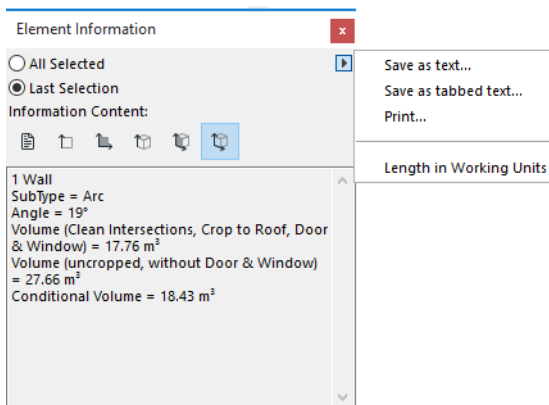 Element Information
x
All Selected
Last Selection
Information Content:
1 Wall
SubType = Arc
Angle = 19°
Volume (Clean Intersections, Crop to Roof, Door
& Window) = 17.76 m³
Volume (uncropped, without Door & Window)
= 27.66 m³
Conditional Volume = 18.43 m³
Save as text...
Save as tabbed text...
Print...
Length in Working Units